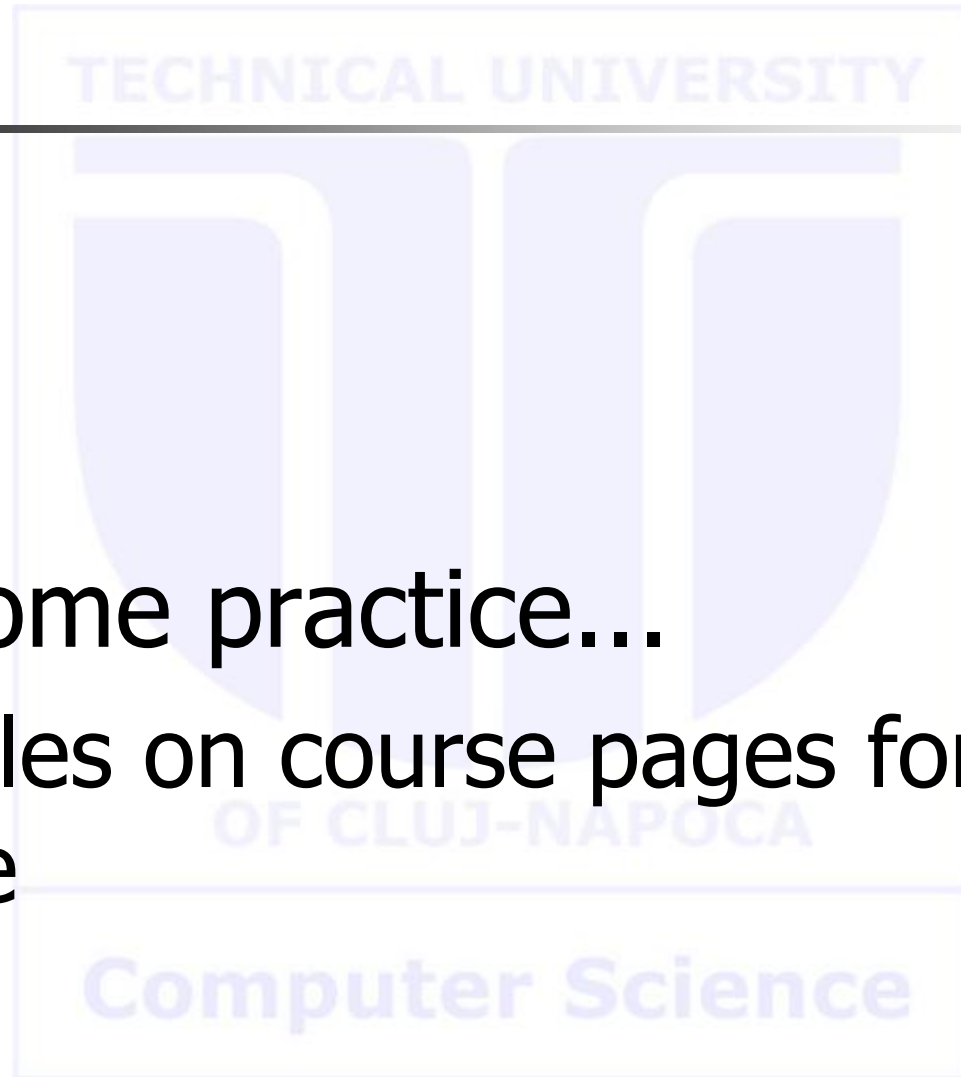 TECHNICAL UNIVERSITY
ome practice...
les on course pages for
OF CLUJ-NAPOCA
e
Computer Science